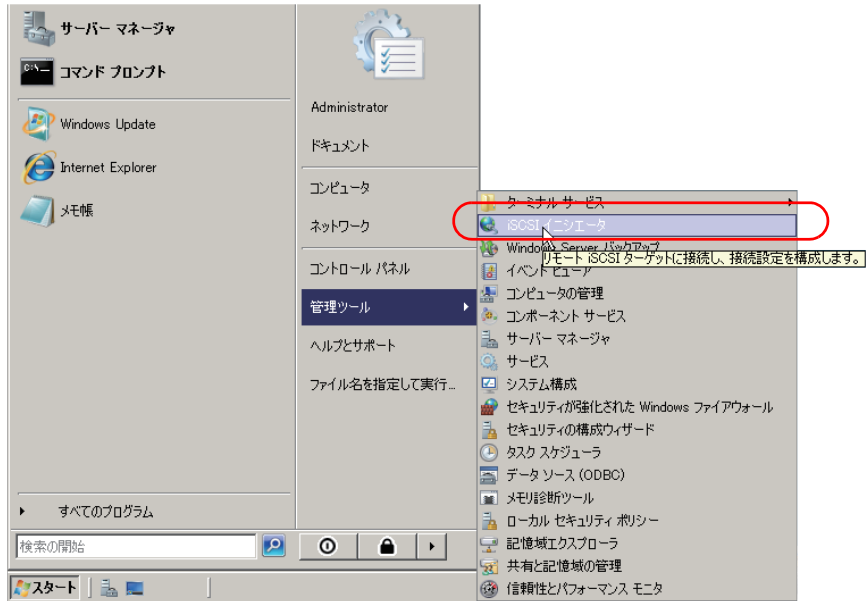 サーバー マネージャ
コマンド プロンプト
Windows Update
Internet Explorer
メモ帳
すべてのプログラム
検索の開始
スタート
Administrator
ドキュメント
コンピュータ
ネットワーク
コントロール パネル
管理ツール
ヘルプとサポート
ファイル名を指定して実行...
ターミナル サービス
iSCSI イニシエータ
Windows Server バックアップ
リモート iSCSI ターゲットに接続し、接続設定を構成します。
イベント ビューア
コンピュータの管理
コンポーネント サービス
サーバー マネージャ
サービス
システム構成
セキュリティが強化された Windows ファイアウォール
セキュリティの構成ウィザード
タスク スケジューラ
データ ソース (ODBC)
メモリ診断ツール
ローカル セキュリティ ポリシー
記憶域エクスプローラ
共有と記憶域の管理
信頼性とパフォーマンス モニタ